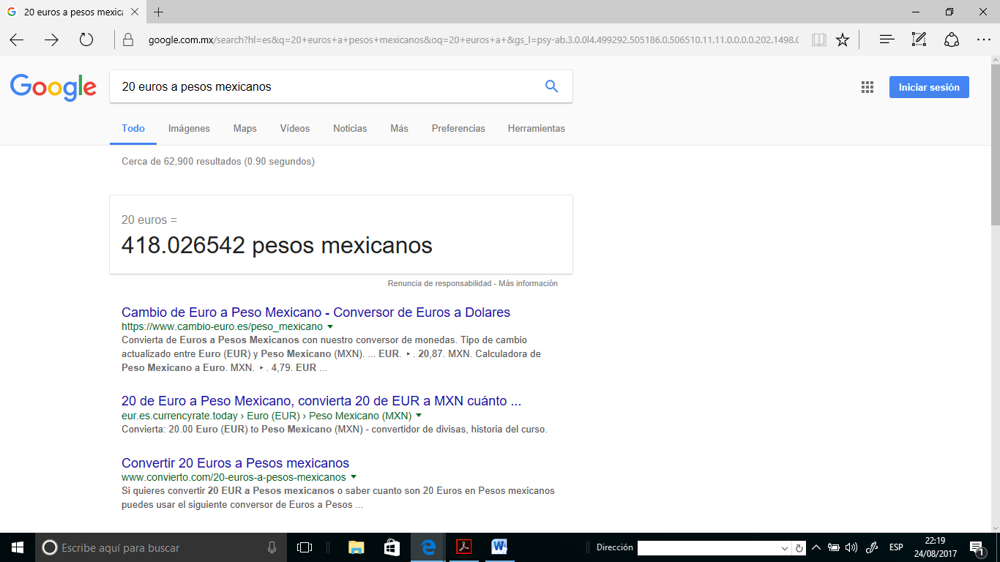 20 euros a pesos mexica
google.com.mx/search?hl=es&q=20+euros+a+pesos+mexicanos&oq=20+euros+a+&gs_l=psy-ab.3.0.0l4.499292.505186.0.506510.11.11.0.0.0.0.202.1498.0
Google
20 euros a pesos mexicanos
Iniciar sesión
Todo Imágenes Maps Vídeos Noticias Más Preferencias Herramientas
Cerca de 62,900 resultados (0.90 segundos)
20 euros =
418.026542 pesos mexicanos
Renuncia de responsabilidad - Más información
Cambio de Euro a Peso Mexicano - Conversor de Euros a Dolares
https://www.cambio-euro.es/peso_mexicano
Convierta de Euros a Pesos Mexicanos con nuestro conversor de monedas. Tipo de cambio
actualizado entre Euro (EUR) y Peso Mexicano (MXN). ... EUR. ‣. 20,87. MXN. Calculadora de
Peso Mexicano a Euro. MXN. ‣. 4,79. EUR ...
20 de Euro a Peso Mexicano, convierta 20 de EUR a MXN cuánto ...
eur.es.currencyrate.today › Euro (EUR) › Peso Mexicano (MXN)
Convierta: 20.00 Euro (EUR) to Peso Mexicano (MXN) - convertidor de divisas, historia del curso.
Convertir 20 Euros a Pesos mexicanos
www.convierto.com/20-euros-a-pesos-mexicanos
Si quieres convertir 20 EUR a Pesos mexicanos o saber cuanto son 20 Euros en Pesos mexicanos
puedes usar el siguiente conversor de Euros a Pesos ...
Escribe aquí para buscar
Dirección
ESP
22:19
24/08/2017
1